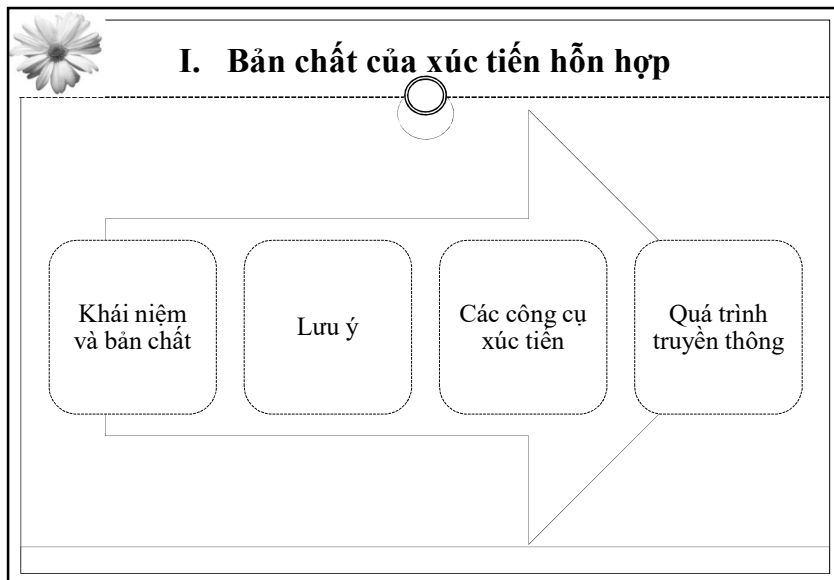 I. Bản chất của xúc tiến hỗn hợp
Khái niệm
và bản chất
Lưu ý
Các công cụ
xúc tiến
Quá trình
truyền thông